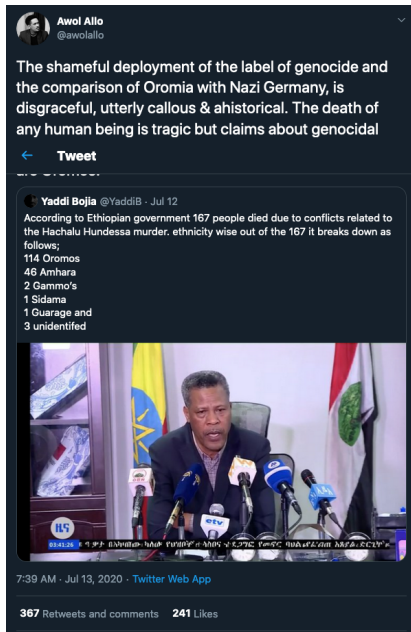 Awol Allo
@awolallo
The shameful deployment of the label of genocide and
the comparison of Oromia with Nazi Germany, is
disgraceful, utterly callous & ahistorical. The death of
any human being is tragic but claims about genocidal
Tweet
Yaddi Bojia @YaddiB · Jul 12
According to Ethiopian government 167 people died due to conflicts related to
the Hachalu Hundessa murder. ethnicity wise out of the 167 it breaks down as
follows;
114 Oromos
46 Amhara
2 Gammo's
1 Sidama
1 Guarage and
3 unidentifed
etv
ዜና
03:41:26
7:39 AM · Jul 13, 2020 · Twitter Web App
367 Retweets and comments 241 Likes